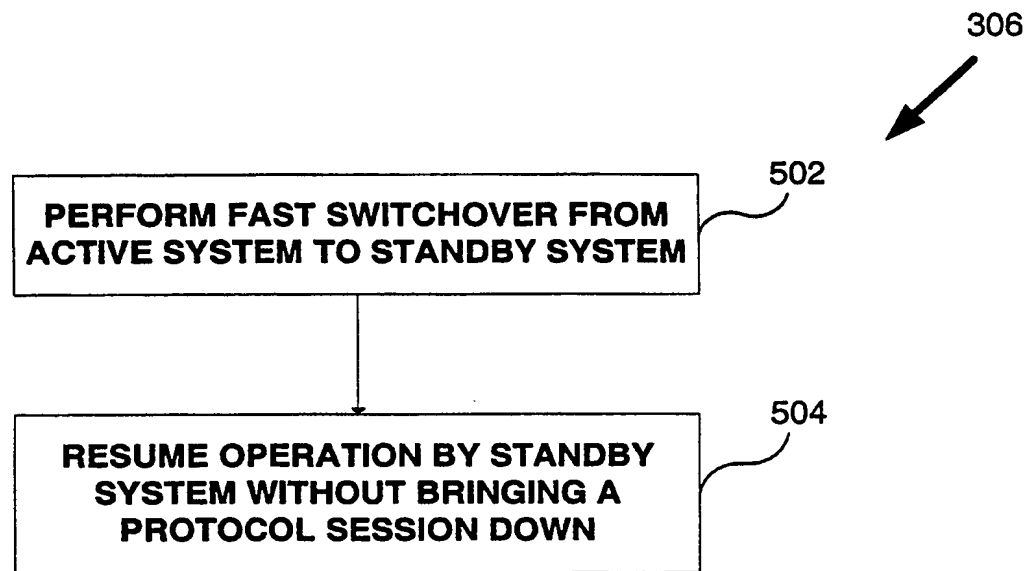 306
502
PERFORM FAST SWITCHOVER FROM
ACTIVE SYSTEM TO STANDBY SYSTEM
504
RESUME OPERATION BY STANDBY
SYSTEM WITHOUT BRINGING A
PROTOCOL SESSION DOWN